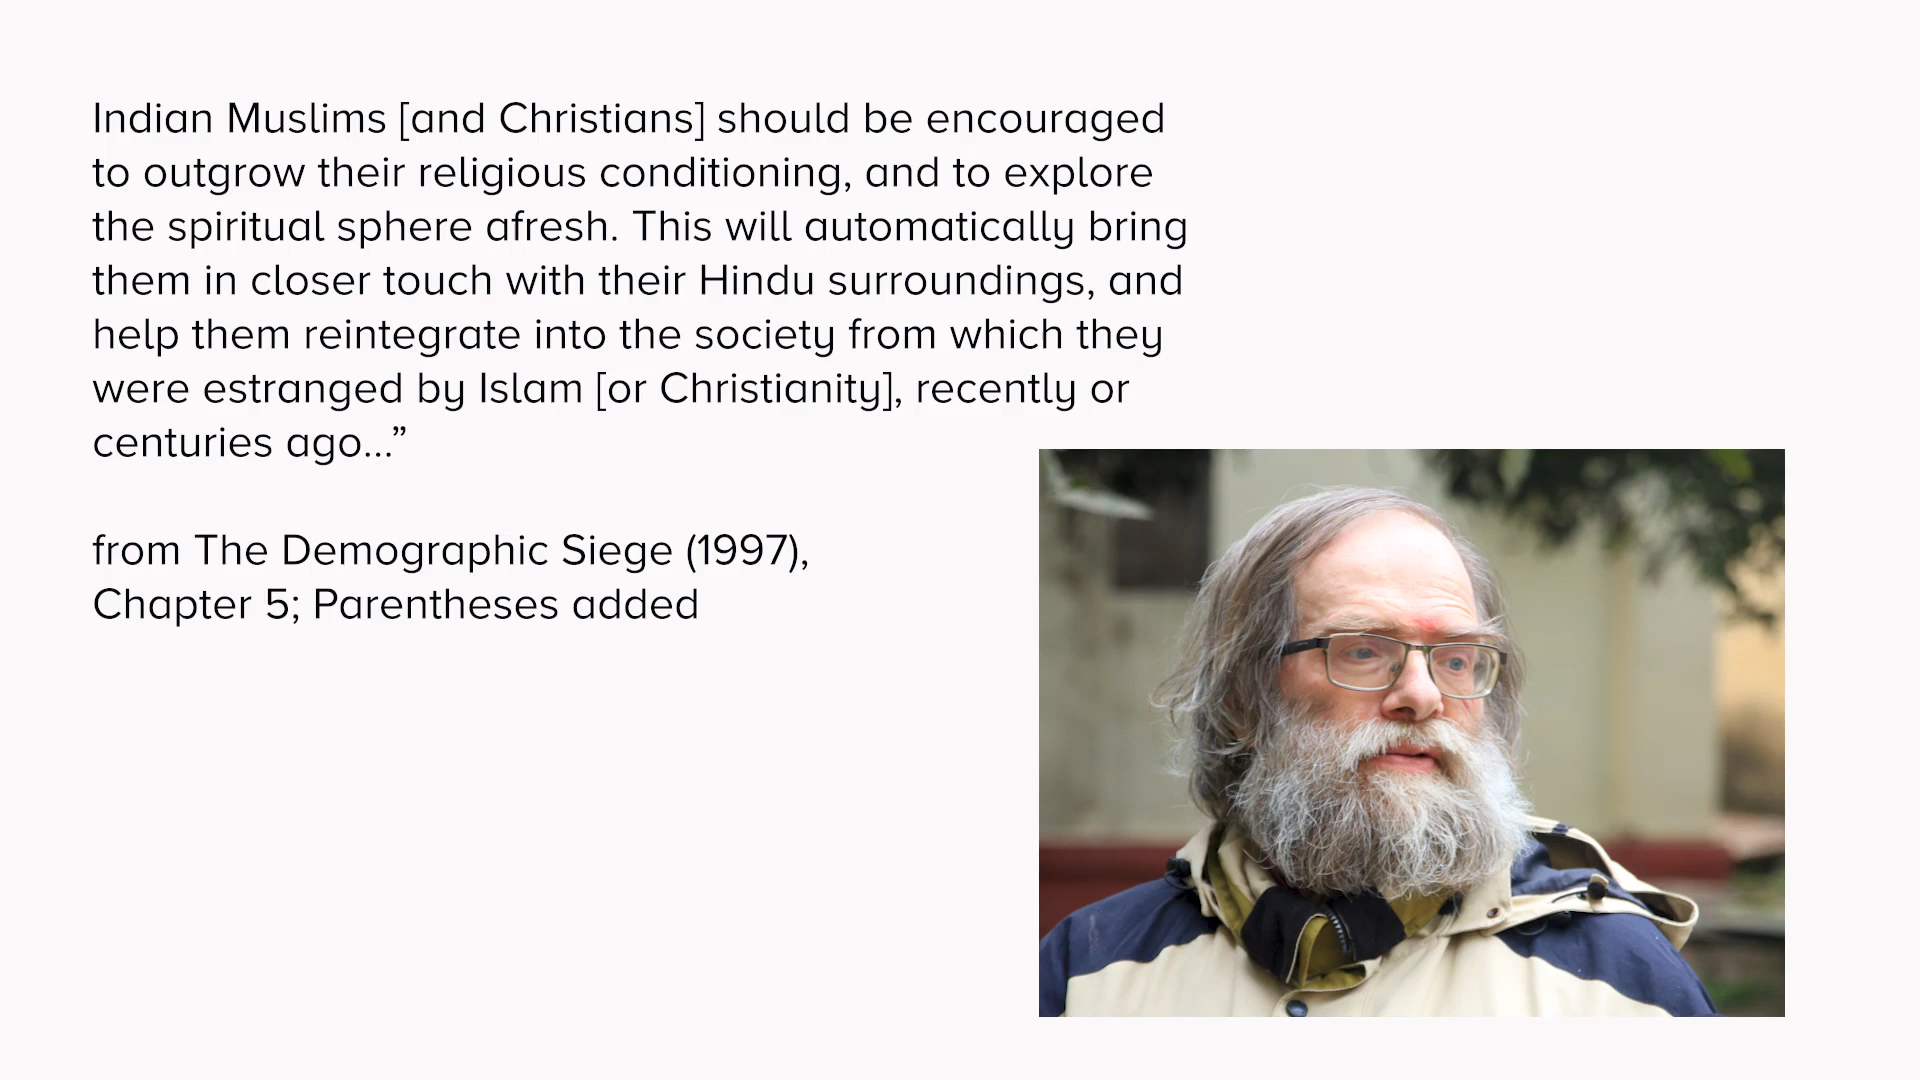 Indian Muslims [and Christians] should be encouraged
to outgrow their religious conditioning, and to explore
the spiritual sphere afresh. This will automatically bring
them in closer touch with their Hindu surroundings, and
help them reintegrate into the society from which they
were estranged by Islam [or Christianity], recently or
centuries ago...”
from The Demographic Siege (1997),
Chapter 5; Parentheses added